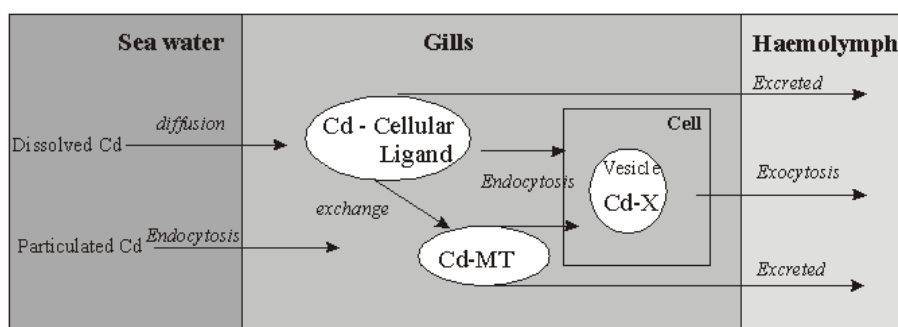 Sea water
Gills
Haemolymph
Excreted
diffusion
Cd - Cellular
Ligand
Cell
Dissolved Cd
Vesicle
Endocytosis
Exocytosis
Cd-X
exchange
Particulated Cd
Endocytosis
Cd-MT
Excreted